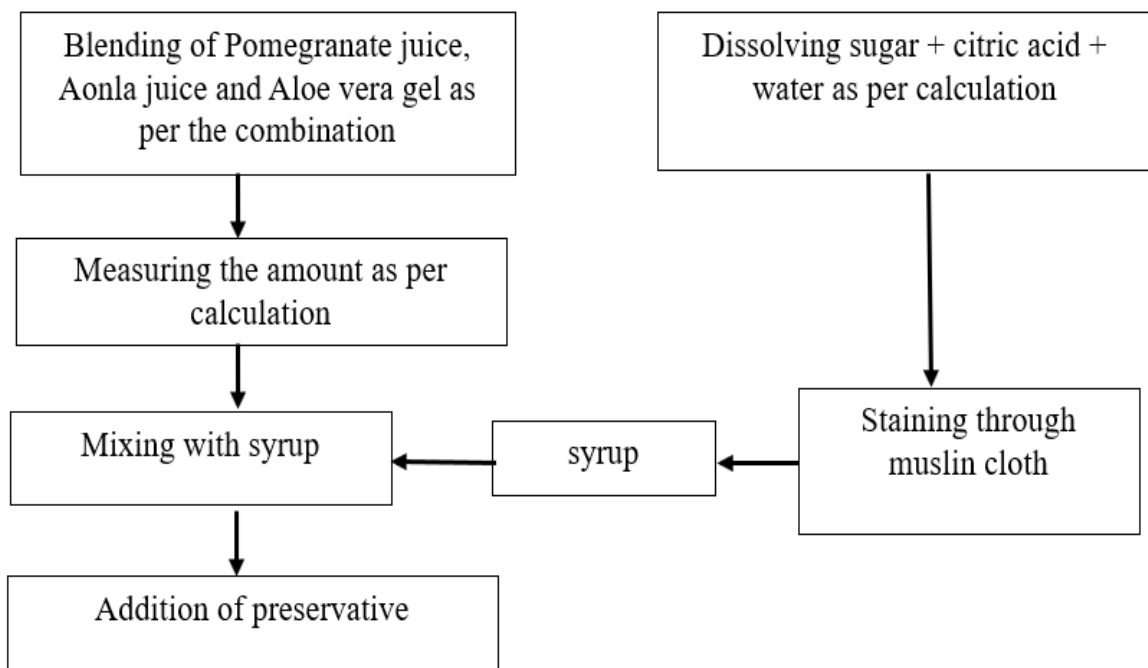 Blending of Pomegranate juice,
Aonla juice and Aloe vera gel as
per the combination
Dissolving sugar + citric acid +
water as per calculation
Measuring the amount as per
calculation
Mixing with syrup
syrup
Staining through
muslin cloth
Addition of preservative